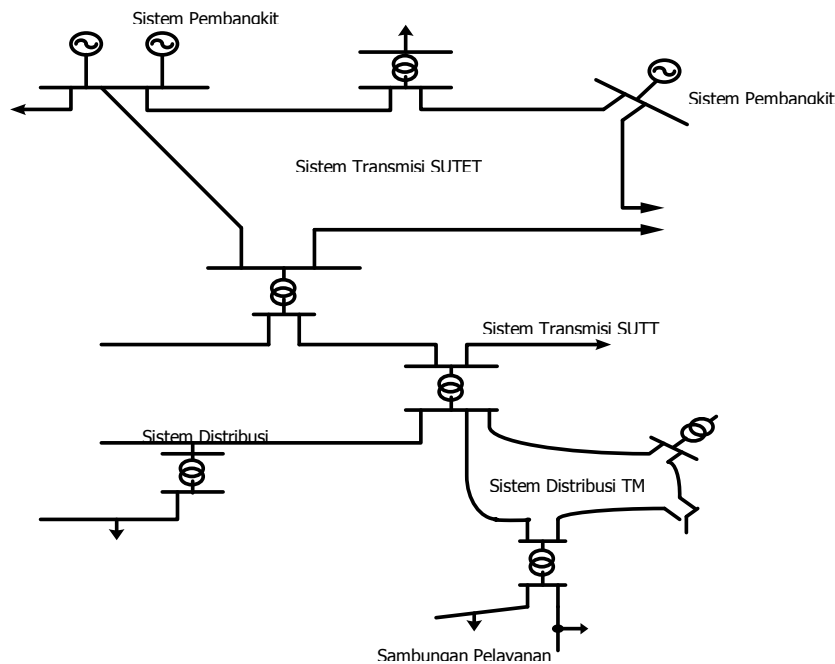 Sistem Pembangkit
Sistem Pembangkit
Sistem Transmisi SUTET
Sistem Transmisi SUTT
Sistem Distribusi
Sistem Distribusi TM
Sambungan Pelayanan